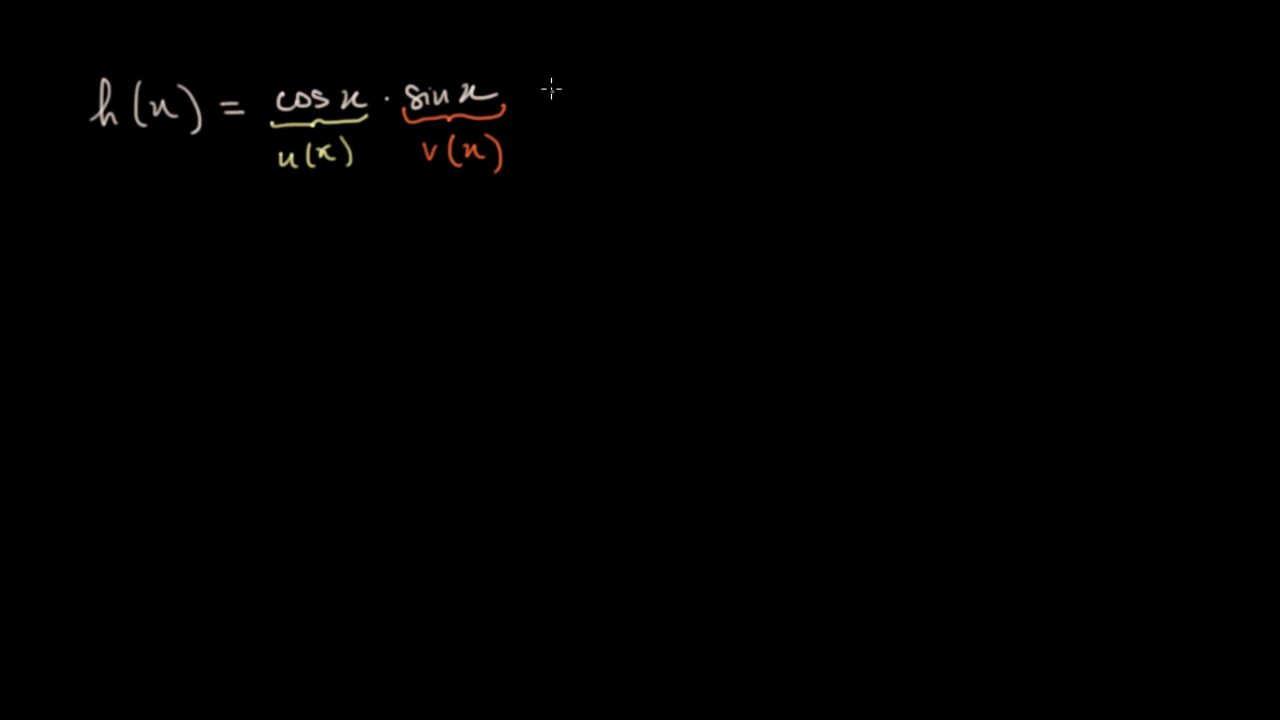 h(x) = cos x · sin x
u(x) v(x)